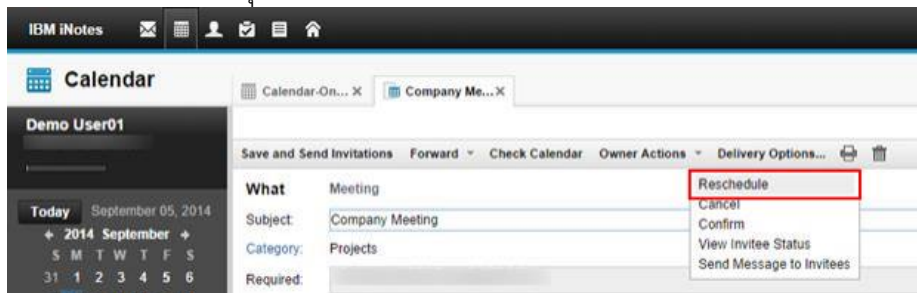 IBM iNotes
Calendar
Calendar-On... X Company Me... X
Demo User01
Save and Send Invitations Forward Check Calendar Owner Actions Delivery Options...
What Meeting
Subject: Company Meeting
Category: Projects
Required:
Reschedule
Cancel
Confirm
View Invitee Status
Send Message to Invitees
Today September 05, 2014
2014 September
S M T W T F S
31 1 2 3 4 5 6